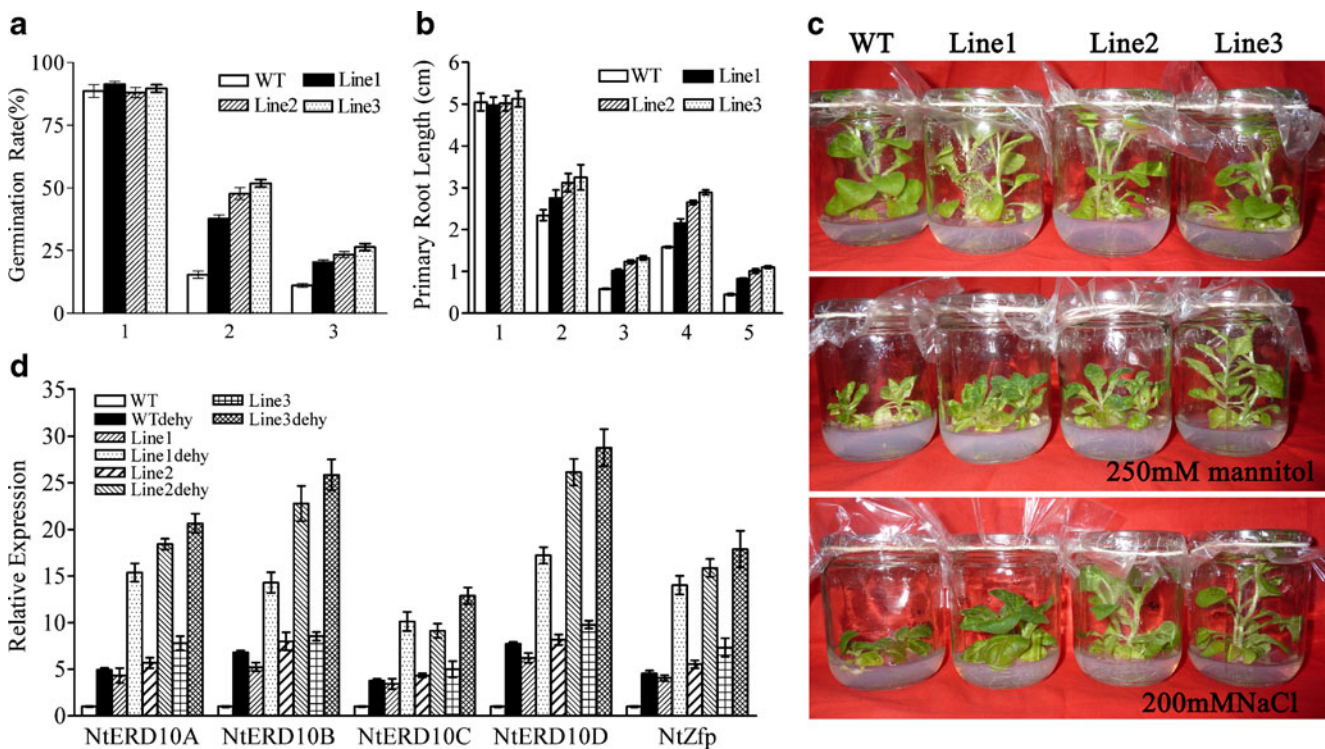 a
Germination Rate(%)
100
75
50
25
0
WT
Line1
Line2
Line3
1 2 3
b
Primary Root Length (cm)
6
5
4
3
2
1
0
WT
Line1
Line2
Line3
1 2 3 4 5
c
WT Line1 Line2 Line3
250mM mannitol
200mMNaCl
d
Relative Expression
35
30
25
20
15
10
5
0
WT
WTdehy
Line1
Line1dehy
Line2
Line2dehy
Line3
Line3dehy
NtERD10A NtERD10B NtERD10C NtERD10D NtZfp